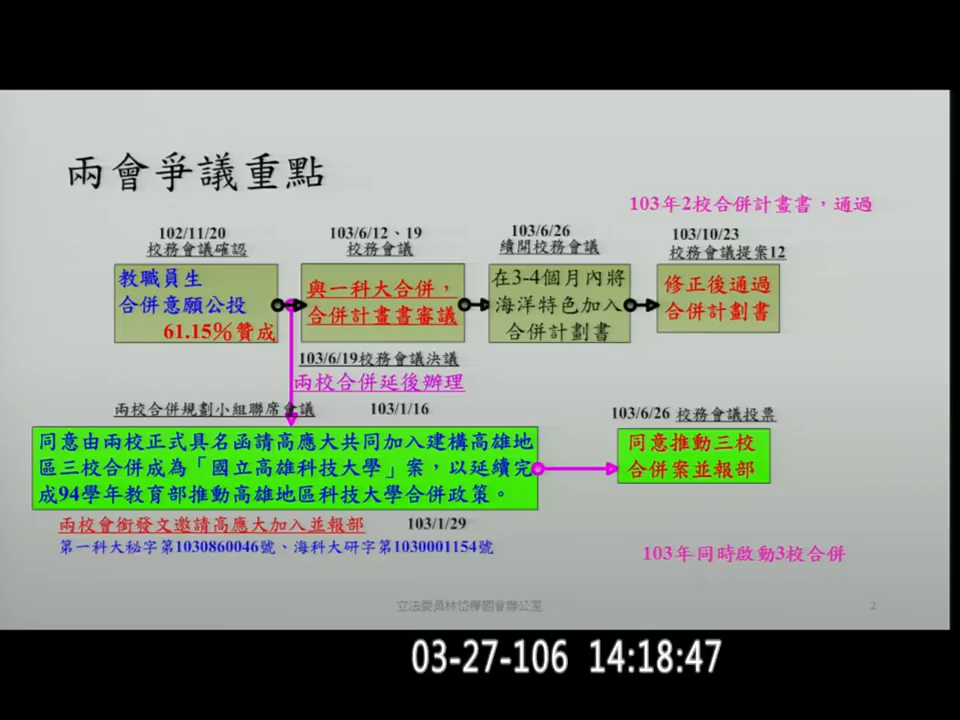 兩會爭議重點
103年2校合併計畫書，通過
102/11/20
校務會議確認
教職員生
合併意願公投
61.15%贊成
103/6/12、19
校務會議
與一科大合併，
合併計畫書審議
103/6/26
續開校務會議
在3-4個月內將
海洋特色加入
合併計劃書
103/10/23
校務會議提案12
修正後通過
合併計劃書
103/6/19校務會議決議
兩校合併延後辦理
兩校合併規劃小組聯席會議
103/1/16
同意由兩校正式具名函請高應大共同加入建構高雄地
區三校合併成為「國立高雄科技大學」案，以延續完
成94學年教育部推動高雄地區科技大學合併政策。
103/6/26 校務會議投票
同意推動三校
合併案並報部
兩校會銜發文邀請高應大加入並報部
103/1/29
第一科大秘字第1030860046號、海科大研字第1030001154號
103年同時啟動3校合併
立法委員林岱樺國會辦公室
2
03-27-106 14:18:47